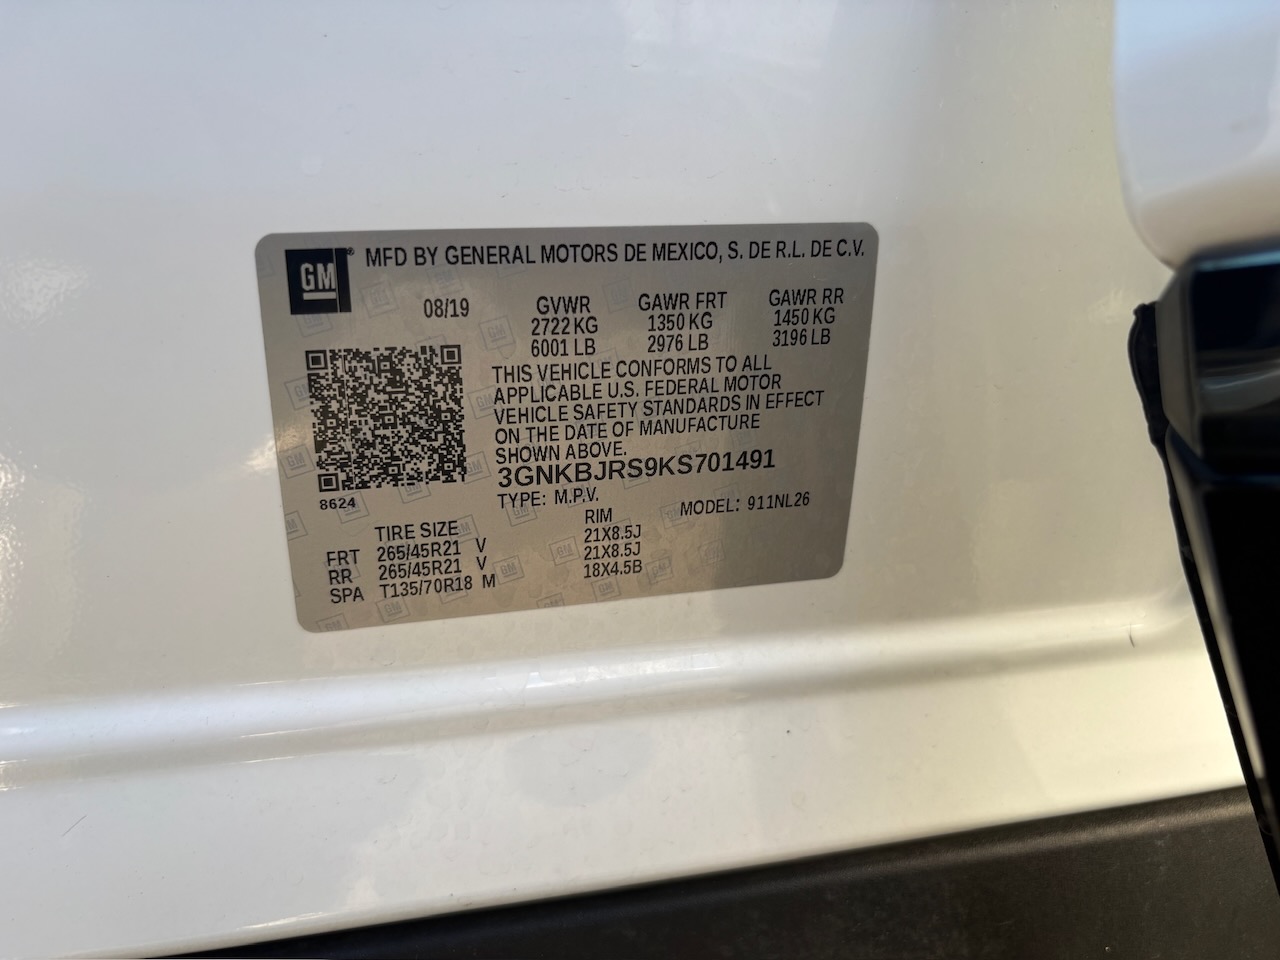 GM ® MFD BY GENERAL MOTORS DE MEXICO, S. DE R.L. DE C.V.
08/19 GVWR GAWR FRT GAWR RR
2722 KG 1350 KG 1450 KG
6001 LB 2976 LB 3196 LB
THIS VEHICLE CONFORMS TO ALL
APPLICABLE U.S. FEDERAL MOTOR
VEHICLE SAFETY STANDARDS IN EFFECT
ON THE DATE OF MANUFACTURE
SHOWN ABOVE.
3GNKBJRS9KS701491
8624 TYPE: M.P.V. MODEL: 911NL26
TIRE SIZE RIM
FRT 265/45R21 V 21X8.5J
RR 265/45R21 V 21X8.5J
SPA T135/70R18 M 18X4.5B